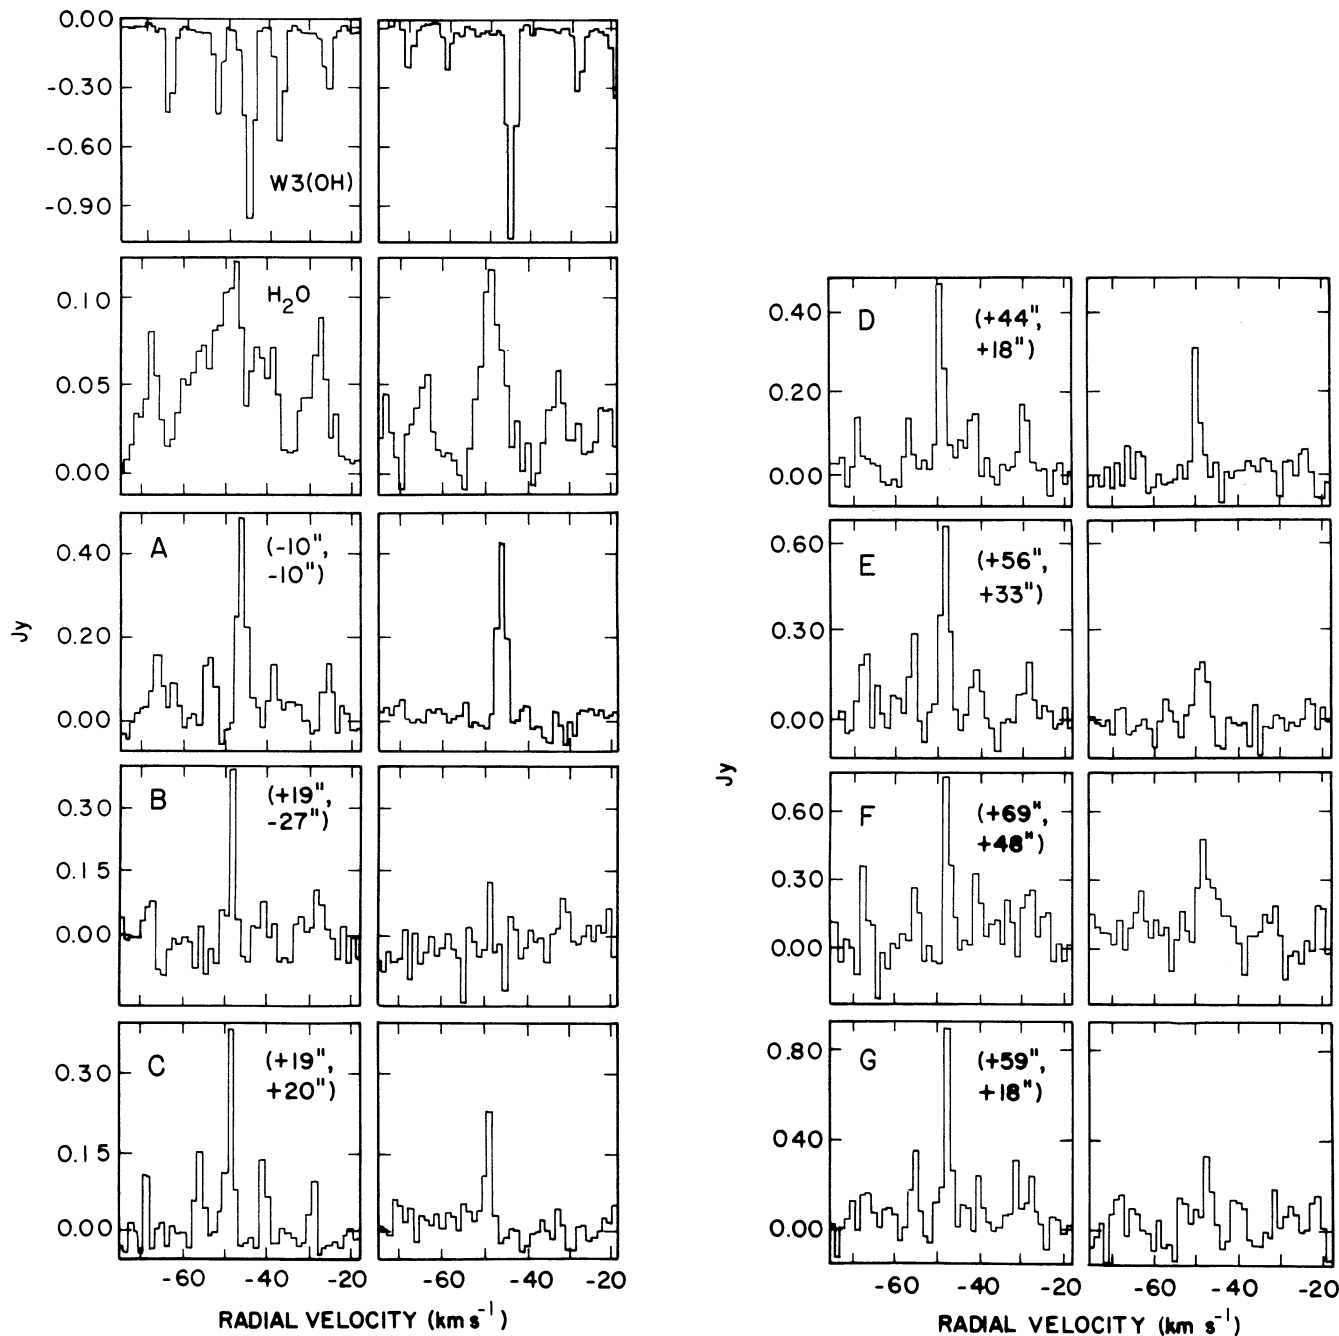 0.00
-0.30
-0.60
-0.90
W3(OH)
0.10
0.05
0.00
H2O
Jy
0.40
0.20
0.00
A
(-10",
-10")
0.30
0.15
0.00
B
(+19",
-27")
0.30
0.15
0.00
C
(+19",
+20")
-60 -40 -20
-60 -40 -20
RADIAL VELOCITY (km s-1)
Jy
0.40
0.20
0.00
D
(+44",
+18")
0.60
0.30
0.00
E
(+56",
+33")
0.60
0.30
0.00
F
(+69",
+48")
0.80
0.40
0.00
G
(+59",
+18")
-60 -40 -20
-60 -40 -20
RADIAL VELOCITY (km s-1)